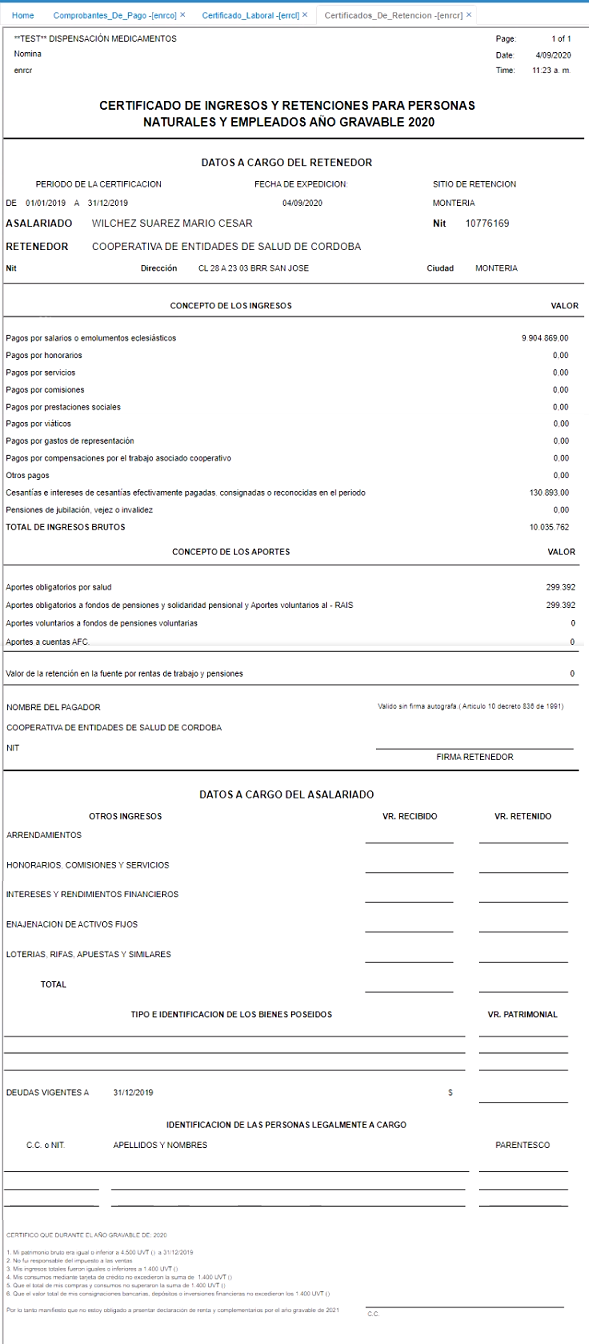 Home Comprobantes_De_Pago -[enrco] × Certificado_Laboral -[errcl] × Certificados_De_Retencion -[enrcr] ×
**TEST** DISPENSACIÓN MEDICAMENTOS Page: 1 of 1
Nomina Date: 4/09/2020
enrcr Time: 11:23 a. m.
CERTIFICADO DE INGRESOS Y RETENCIONES PARA PERSONAS
NATURALES Y EMPLEADOS AÑO GRAVABLE 2020
DATOS A CARGO DEL RETENEDOR
PERIODO DE LA CERTIFICACION FECHA DE EXPEDICION: SITIO DE RETENCION
DE 01/01/2019 A 31/12/2019 04/09/2020 MONTERIA
ASALARIADO WILCHEZ SUAREZ MARIO CESAR Nit 10776169
RETENEDOR COOPERATIVA DE ENTIDADES DE SALUD DE CORDOBA
Nit Dirección CL 28 A 23 03 BRR SAN JOSE Ciudad MONTERIA
CONCEPTO DE LOS INGRESOS VALOR
Pagos por salarios o emolumentos eclesiásticos 9.904.869,00
Pagos por honorarios 0,00
Pagos por servicios 0,00
Pagos por comisiones 0,00
Pagos por prestaciones sociales 0,00
Pagos por viáticos 0,00
Pagos por gastos de representación 0,00
Pagos por compensaciones por el trabajo asociado cooperativo 0,00
Otros pagos 0,00
Cesantías e intereses de cesantías efectivamente pagadas, consignadas o reconocidas en el periodo 130.893,00
Pensiones de jubilación, vejez o invalidez 0,00
TOTAL DE INGRESOS BRUTOS 10.035.762
CONCEPTO DE LOS APORTES VALOR
Aportes obligatorios por salud 299.392
Aportes obligatorios a fondos de pensiones y solidaridad pensional y Aportes voluntarios al - RAIS 299.392
Aportes voluntarios a fondos de pensiones voluntarias 0
Aportes a cuentas AFC. 0
Valor de la retención en la fuente por rentas de trabajo y pensiones 0
NOMBRE DEL PAGADOR Valido sin firma autografa ( Articulo 10 decreto 836 de 1991)
COOPERATIVA DE ENTIDADES DE SALUD DE CORDOBA
NIT
FIRMA RETENEDOR
DATOS A CARGO DEL ASALARIADO
OTROS INGRESOS VR. RECIBIDO VR. RETENIDO
ARRENDAMIENTOS
HONORARIOS, COMISIONES Y SERVICIOS
INTERESES Y RENDIMIENTOS FINANCIEROS
ENAJENACION DE ACTIVOS FIJOS
LOTERIAS, RIFAS, APUESTAS Y SIMILARES
TOTAL
TIPO E IDENTIFICACION DE LOS BIENES POSEIDOS VR. PATRIMONIAL
DEUDAS VIGENTES A 31/12/2019 $
IDENTIFICACION DE LAS PERSONAS LEGALMENTE A CARGO
C.C. o NIT. APELLIDOS Y NOMBRES PARENTESCO
CERTIFICO QUE DURANTE EL AÑO GRAVABLE DE: 2020
1. Mi patrimonio bruto era igual o inferior a 4.500 UVT () a 31/12/2019
2. No fui responsable del impuesto a las ventas
3. Mis ingresos totales fueron iguales o inferiores a 1.400 UVT ()
4. Mis consumos mediante tarjeta de crédito no excedieron la suma de 1.400 UVT ()
5. Que el total de mis compras y consumos no superaron la suma de 1.400 UVT ()
6. Que el valor total de mis consignaciones bancarias, depósitos o inversiones financieras no excedieron los 1.400 UVT ()
Por lo tanto manifiesto que no estoy obligado a presentar declaración de renta y complementarios por el año gravable de 2021
C.C.